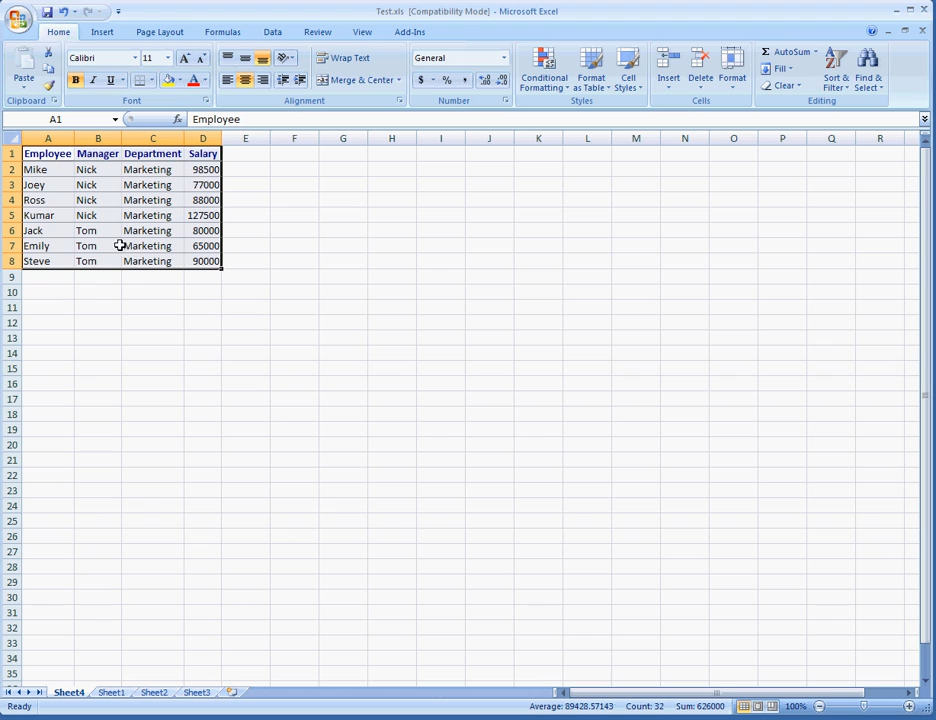 Test.xls [Compatibility Mode] - Microsoft Excel
Home Insert Page Layout Formulas Data Review View Add-Ins
Paste
Calibri 11
B I U
Wrap Text
Merge & Center
General
$ % ,
Conditional Formatting
Format as Table
Cell Styles
Insert Delete Format
Σ AutoSum
Fill
Clear
Sort & Filter
Find & Select
Clipboard Font Alignment Number Styles Cells Editing
A1 fx Employee
A B C D E F G H I J K L M N O P Q R
1 Employee Manager Department Salary
2 Mike Nick Marketing 98500
3 Joey Nick Marketing 77000
4 Ross Nick Marketing 88000
5 Kumar Nick Marketing 127500
6 Jack Tom Marketing 80000
7 Emily Tom Marketing 65000
8 Steve Tom Marketing 90000
9
10
11
12
13
14
15
16
17
18
19
20
21
22
23
24
25
26
27
28
29
30
31
32
33
34
35
Sheet4 Sheet1 Sheet2 Sheet3
Ready Average: 89428.57143 Count: 32 Sum: 626000 100%